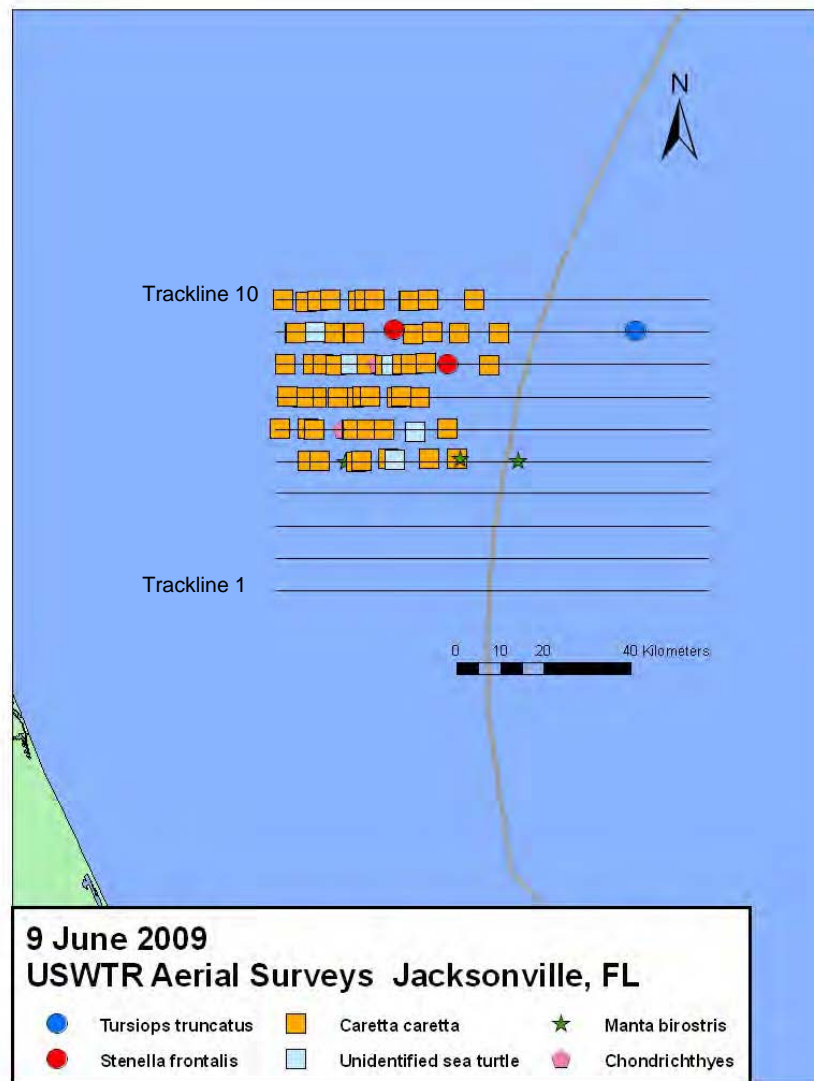 N
Trackline 10
Trackline 1
0 10 20 40 Kilometers
9 June 2009
USWTR Aerial Surveys Jacksonville, FL
Tursiops truncatus Caretta caretta Manta birostris
Stenella frontalis Unidentified sea turtle Chondrichthyes